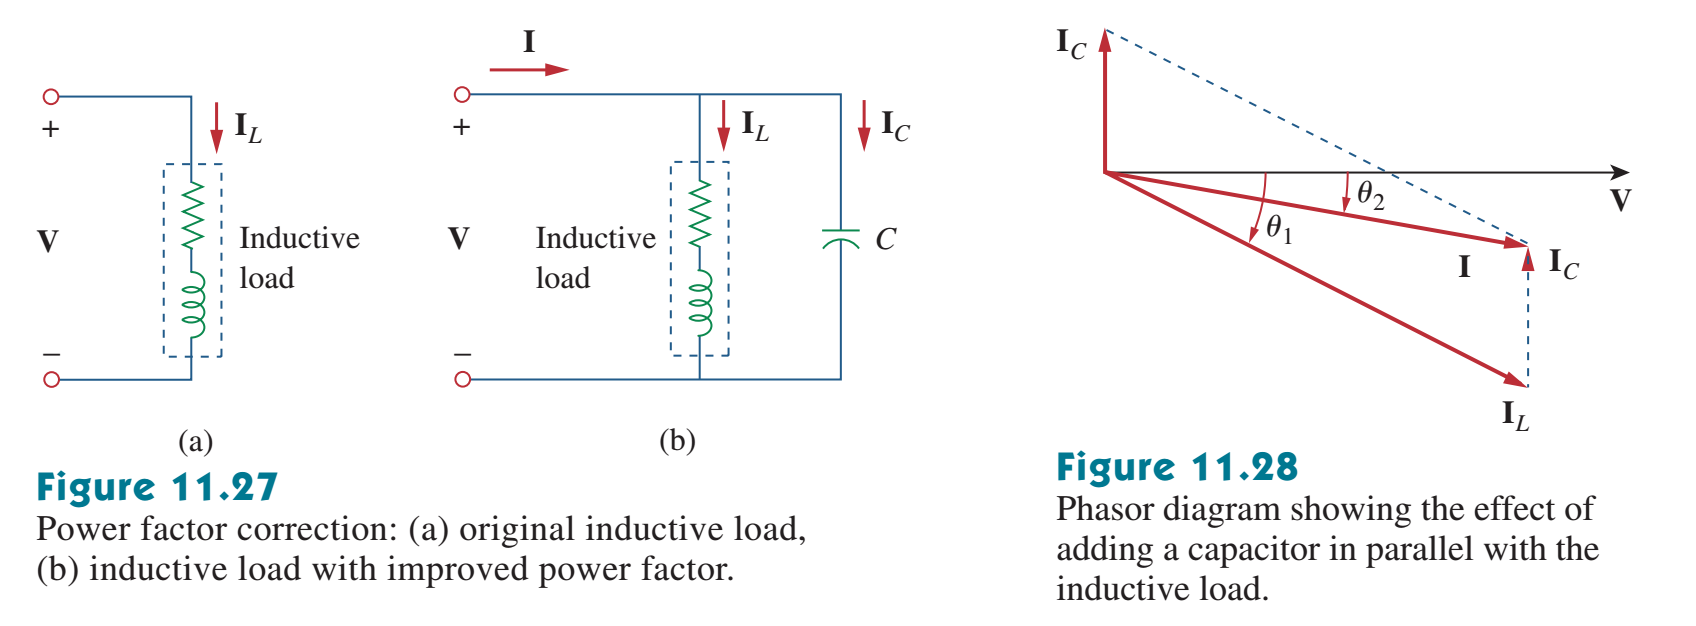 I
I_L
+
V
Inductive
load
−
(a)
I_L
I_C
+
V
Inductive
load
C
−
(b)
Figure 11.27
Power factor correction: (a) original inductive load,
(b) inductive load with improved power factor.
I_C
V
θ_2
θ_1
I
I_C
I_L
Figure 11.28
Phasor diagram showing the effect of
adding a capacitor in parallel with the
inductive load.